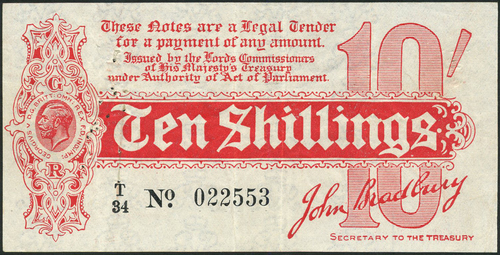 These Notes are a Legal Tender
for a payment of any amount.
Issued by the Lords Commissioners
of His Majesty's Treasury
under Authority of Act of Parliament.
10/-
G R
Ten Shillings.
T
34 No. 022553
John Bradbury
10
SECRETARY TO THE TREASURY